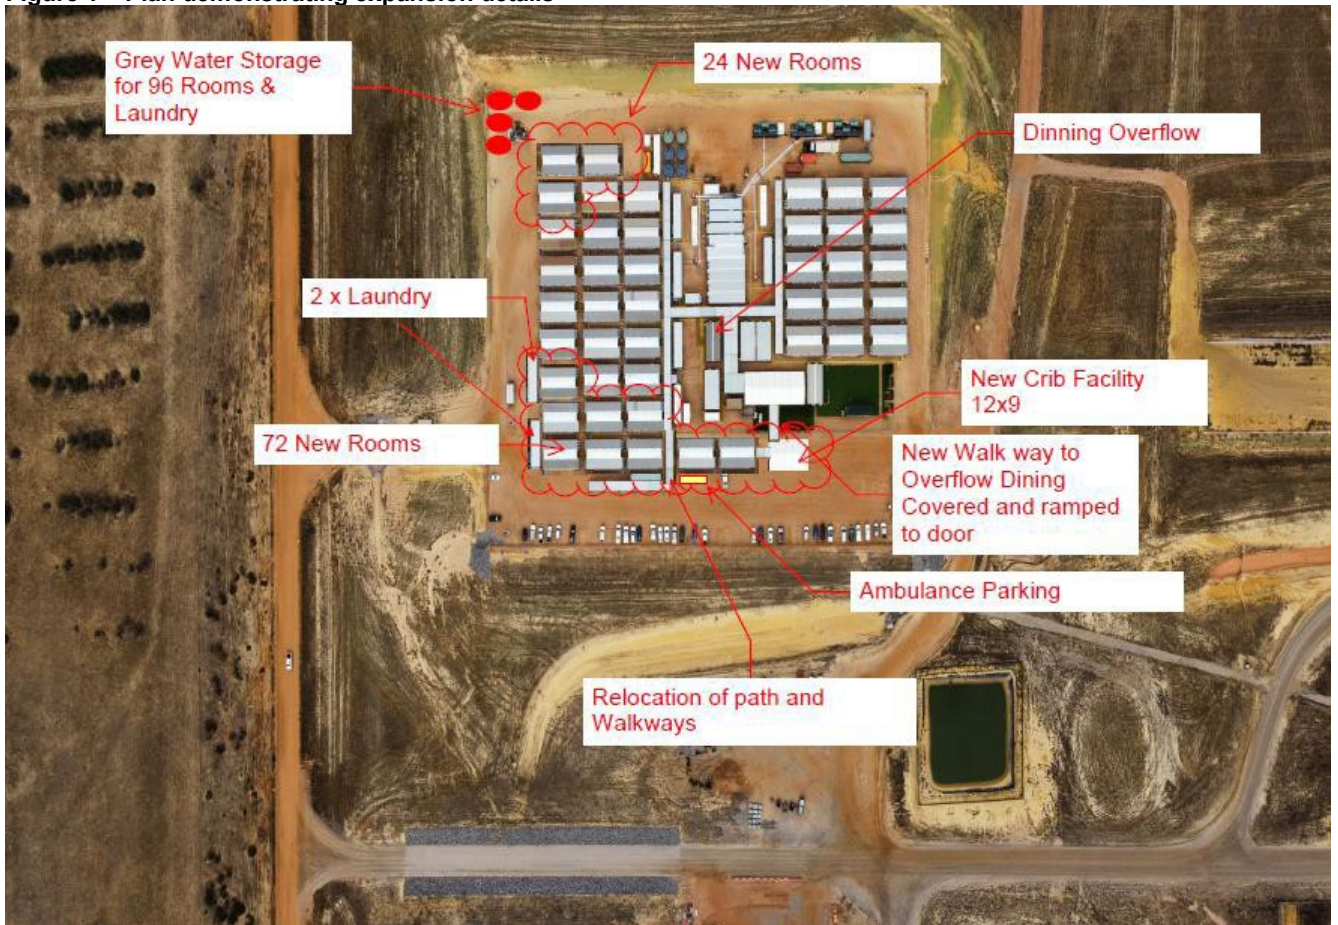 Grey Water Storage
for 96 Rooms &
Laundry
24 New Rooms
Dinning Overflow
2 x Laundry
New Crib Facility
12x9
72 New Rooms
New Walk way to
Overflow Dining
Covered and ramped
to door
Ambulance Parking
Relocation of path and
Walkways